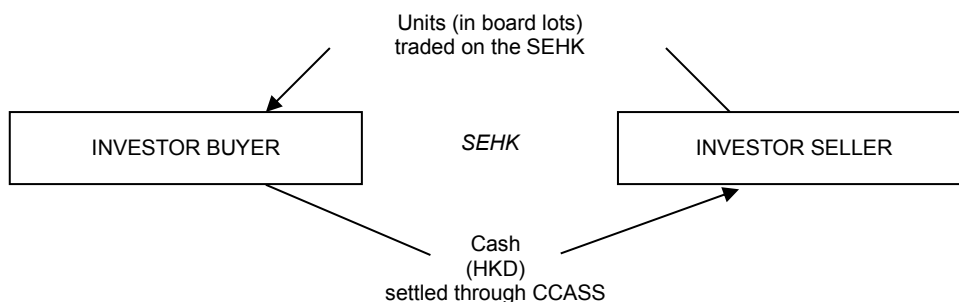 Units (in board lots)
traded on the SEHK
INVESTOR BUYER
SEHK
INVESTOR SELLER
Cash
(HKD)
settled through CCASS